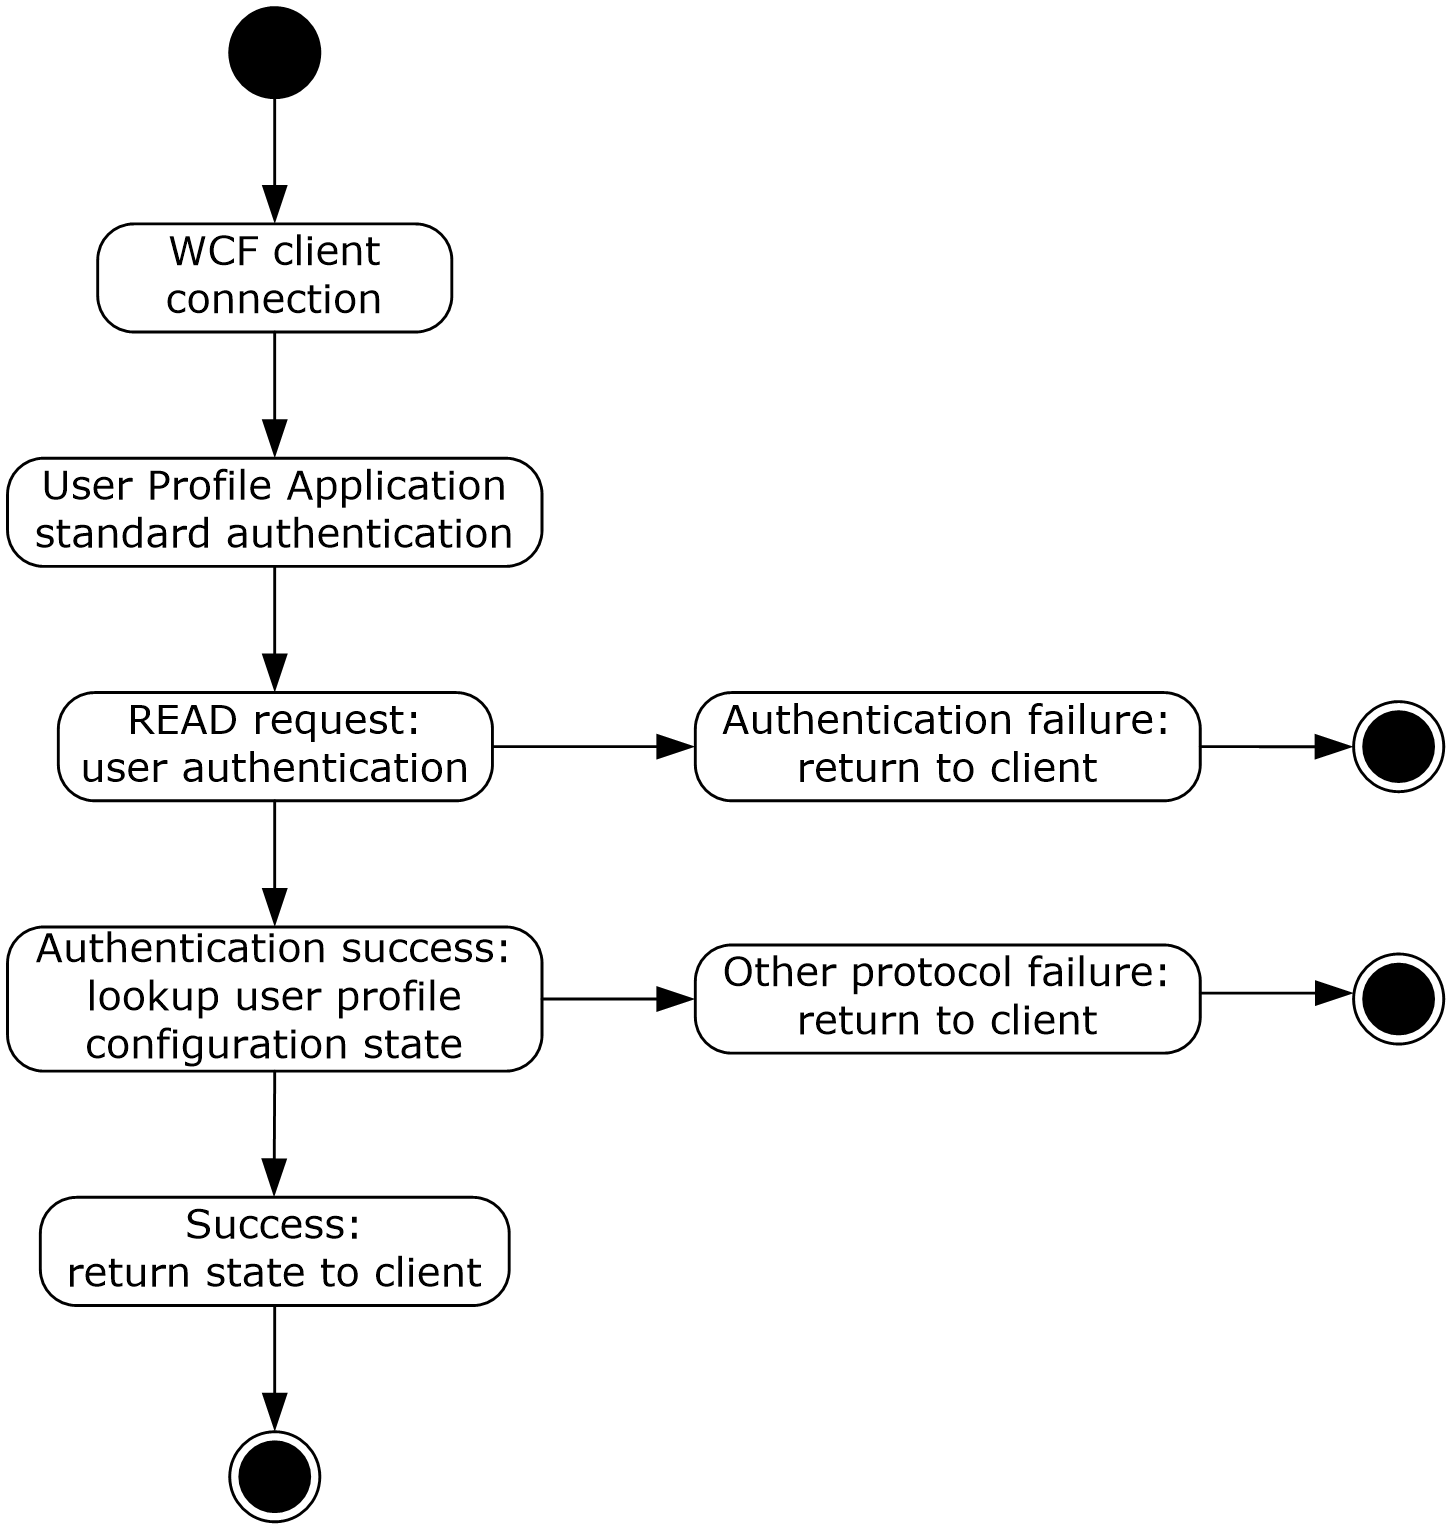 WCF client
connection
User Profile Application
standard authentication
READ request:
user authentication
Authentication failure:
return to client
Authentication success:
lookup user profile
configuration state
Other protocol failure:
return to client
Success:
return state to client